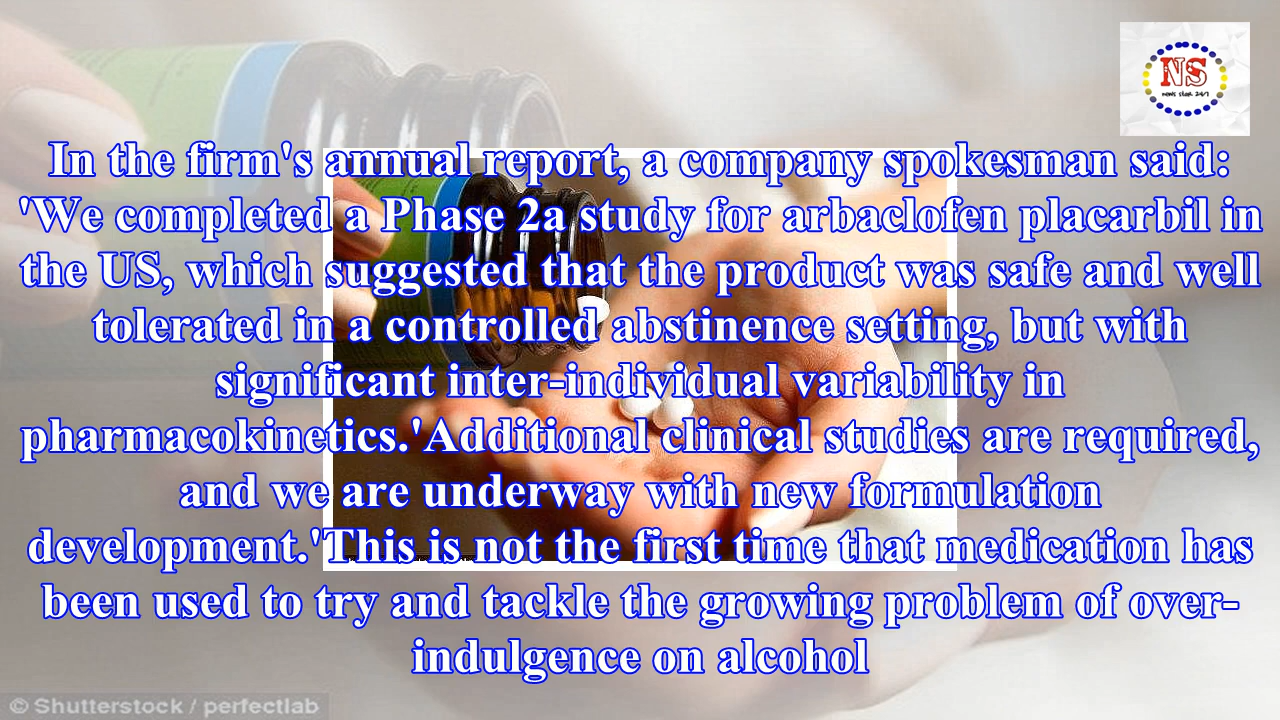 NS
news star 24/7
In the firm's annual report, a company spokesman said:
'We completed a Phase 2a study for arbaclofen placarbil in
the US, which suggested that the product was safe and well
tolerated in a controlled abstinence setting, but with
significant inter-individual variability in
pharmacokinetics.'Additional clinical studies are required,
and we are underway with new formulation
development.'This is not the first time that medication has
been used to try and tackle the growing problem of over-
indulgence on alcohol
© Shutterstock / perfectlab